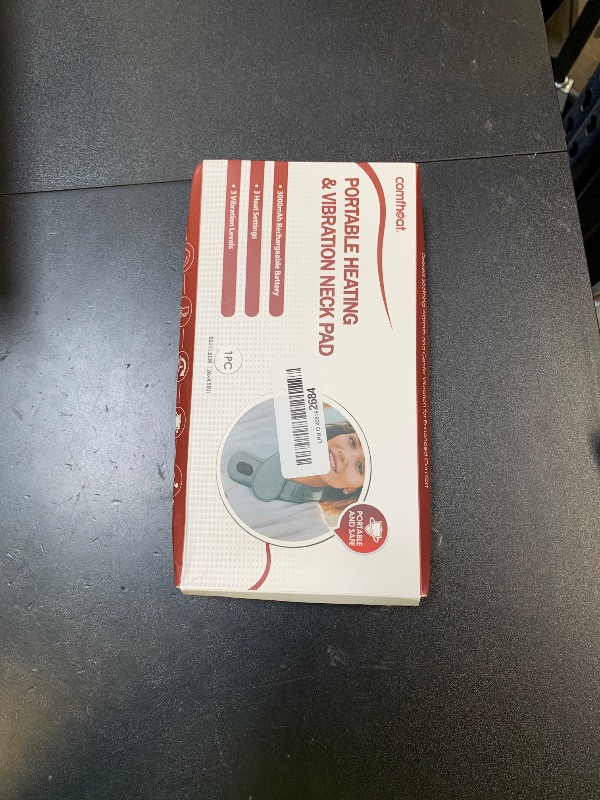 comfheat
PORTABLE HEATING
& VIBRATION NECK PAD
• 3000mAh Rechargeable Battery
• 3 Heat Settings
• 3 Vibration Levels
1PC
2684
PORTABLE
AND SAFE